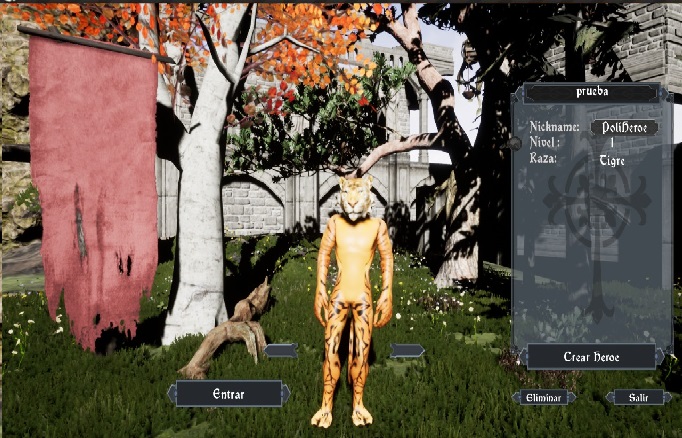 prueba
Nickname: PoliHeroe
Nivel: 1
Raza: Tigre
Crear heroe
Entrar
Eliminar
Salir